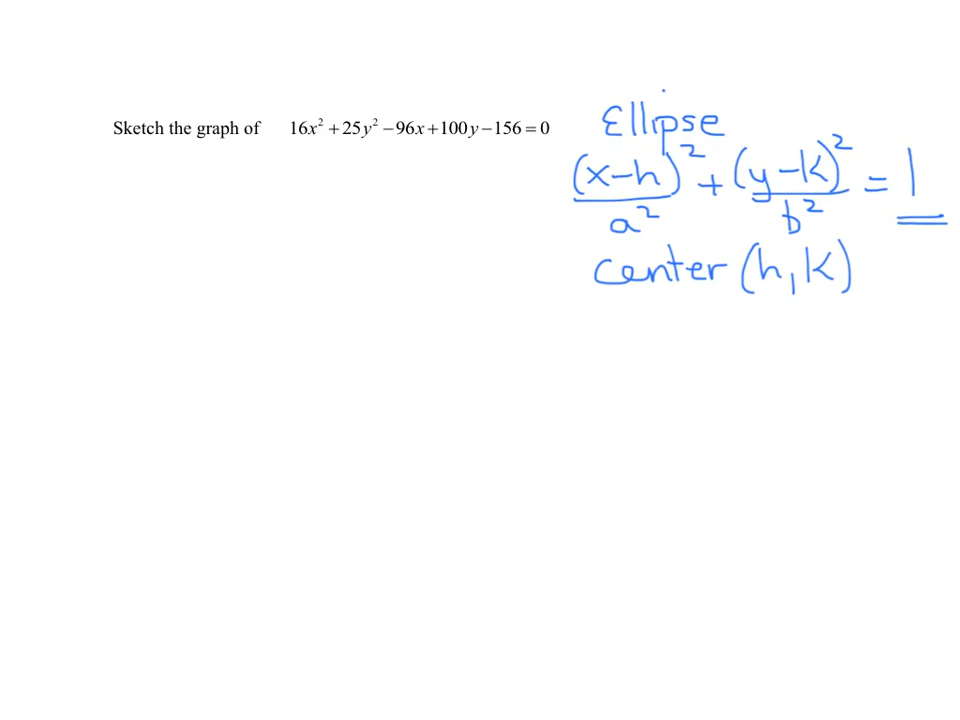 Sketch the graph of 16x² + 25y² − 96x + 100y − 156 = 0
Ellipse
(x−h)²/a² + (y−k)²/b² = 1
center (h, k)